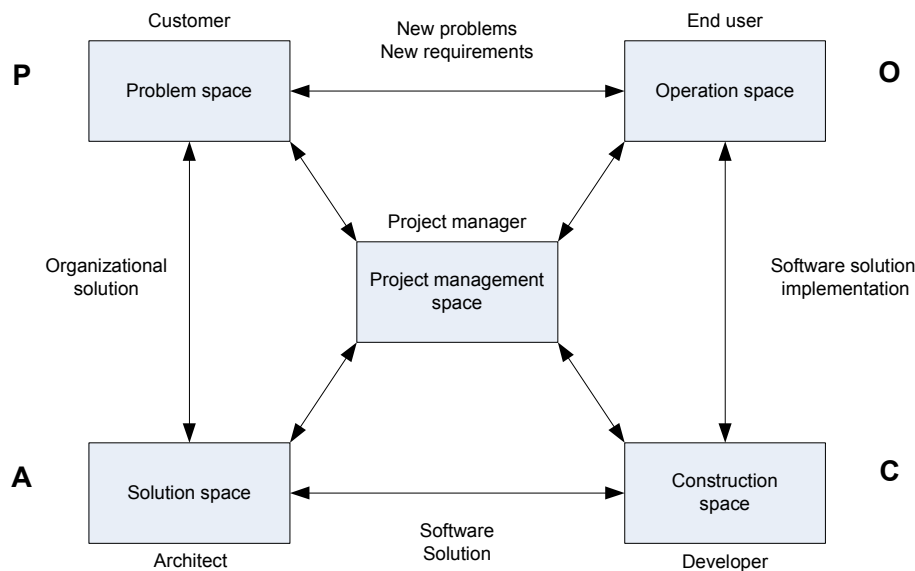 Customer
New problems
New requirements
End user
P
Problem space
Operation space
O
Project manager
Organizational
solution
Project management
space
Software solution
implementation
A
Solution space
Construction
space
C
Software
Solution
Architect
Developer